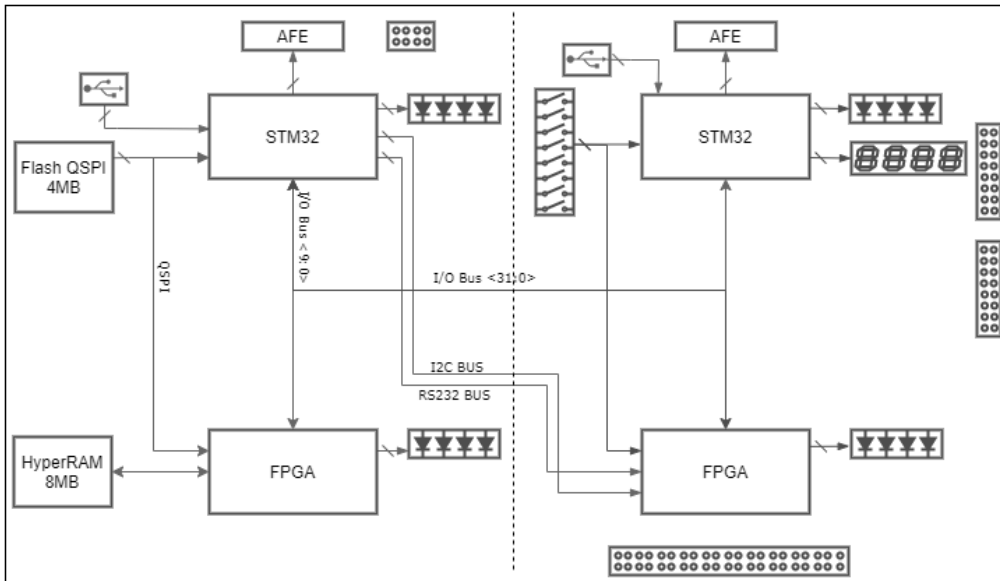 AFE
AFE
STM32
STM32
Flash QSPI
4MB
8888
I/O Bus < 9:0>
QSPI
I/O Bus <31:0>
I2C BUS
RS232 BUS
HyperRAM
8MB
FPGA
FPGA